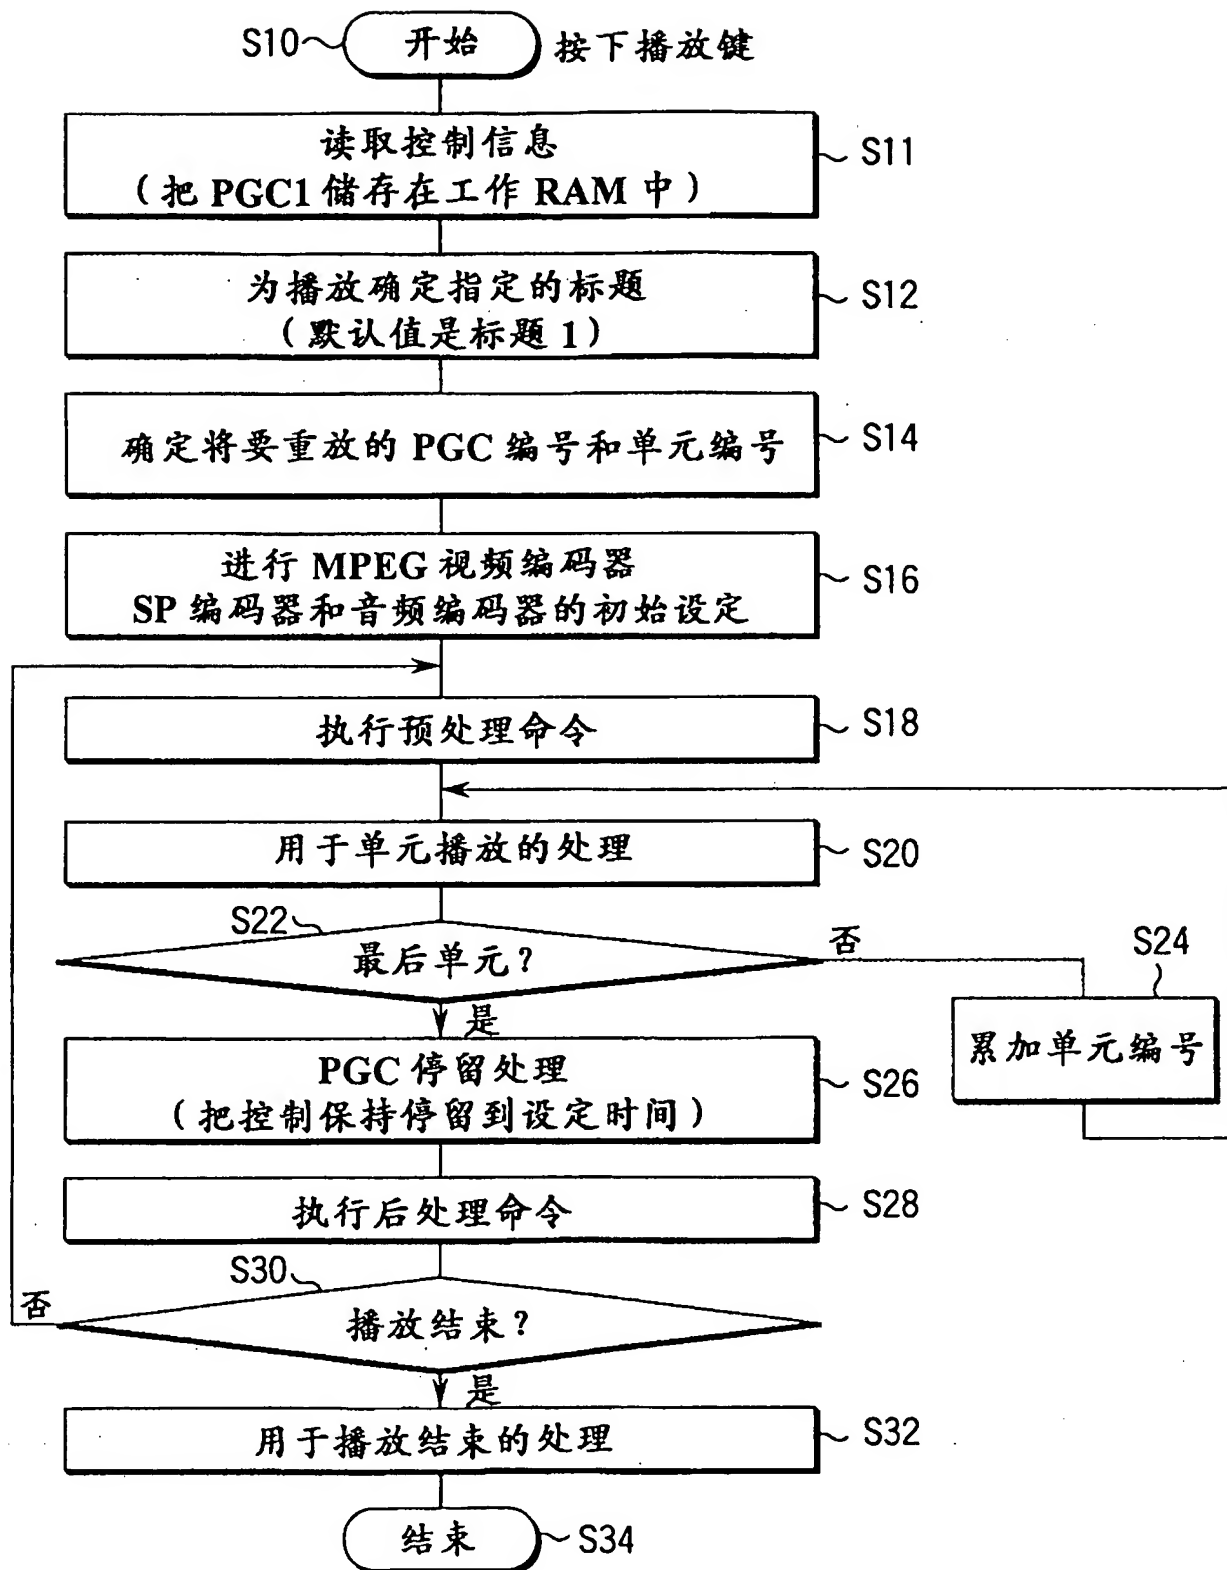 S10
开始
按下播放键
读取控制信息
(把 PGC1 储存在工作 RAM 中)
S11
为播放确定指定的标题
(默认值是标题 1)
S12
确定将要重放的 PGC 编号和单元编号
S14
进行 MPEG 视频编码器
SP 编码器和音频编码器的初始设定
S16
执行预处理命令
S18
用于单元播放的处理
S20
S22
最后单元?
否
S24
累加单元编号
是
PGC 停留处理
(把控制保持停留到设定时间)
S26
执行后处理命令
S28
S30
否
播放结束?
是
用于播放结束的处理
S32
结束
S34